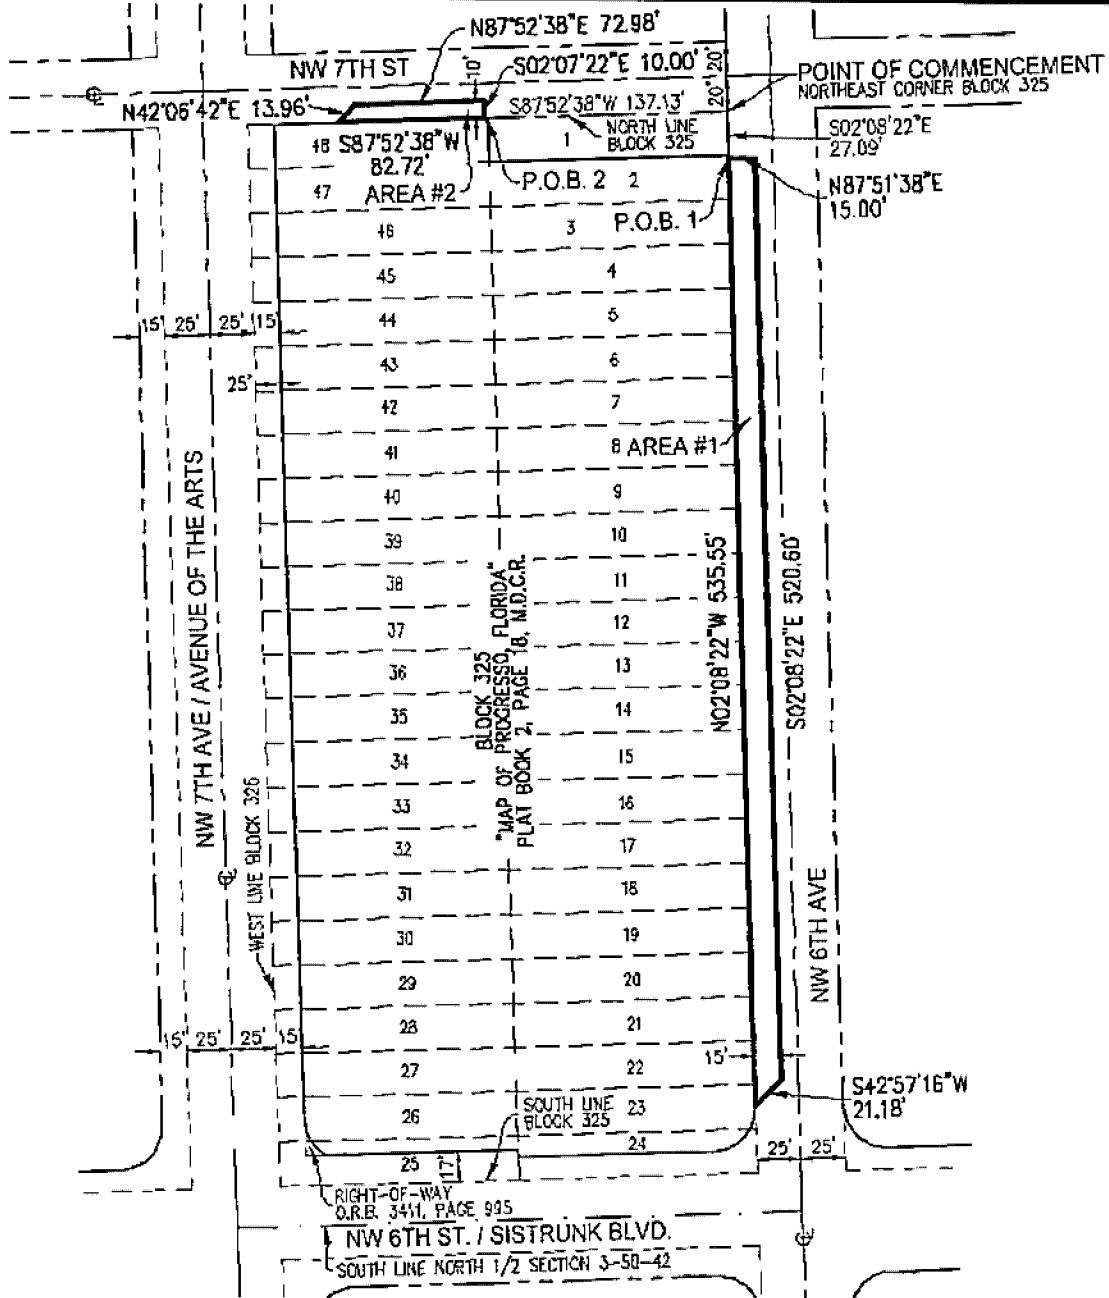 N87°52'38"E 72.98'
NW 7TH ST
10'
S02°07'22"E 10.00'
20' 20'
POINT OF COMMENCEMENT
NORTHEAST CORNER BLOCK 325
N42°06'42"E 13.96'
S87°52'38"W 137.13'
NORTH LINE
BLOCK 325
S02°08'22"E
27.09'
48 S87°52'38"W
82.72'
1
47 AREA #2
P.O.B. 2 2
N87°51'38"E
15.00'
46
3 P.O.B. 1
45
4
44
5
15' 25' 25' 15'
43
6
25'
42
7
41
8 AREA #1
40
9
39
10
38
11
37
12
36
13
35
14
34
15
33
16
32
17
31
18
30
19
29
20
28
21
27
22
26
23
25
24
NW 7TH AVE / AVENUE OF THE ARTS
WEST LINE BLOCK 325
BLOCK 325
"MAP OF PROGRESSO, FLORIDA"
PLAT BOOK 2, PAGE 18, M.D.C.R.
N02°08'22"W 535.55'
S02°08'22"E 520.60'
NW 6TH AVE
15' 25' 25' 15'
15'
S42°57'16"W
21.18'
SOUTH LINE
BLOCK 325
17'
25' 25'
RIGHT-OF-WAY
O.R.B. 3411, PAGE 995
NW 6TH ST. / SISTRUNK BLVD.
SOUTH LINE NORTH 1/2 SECTION 3-50-42